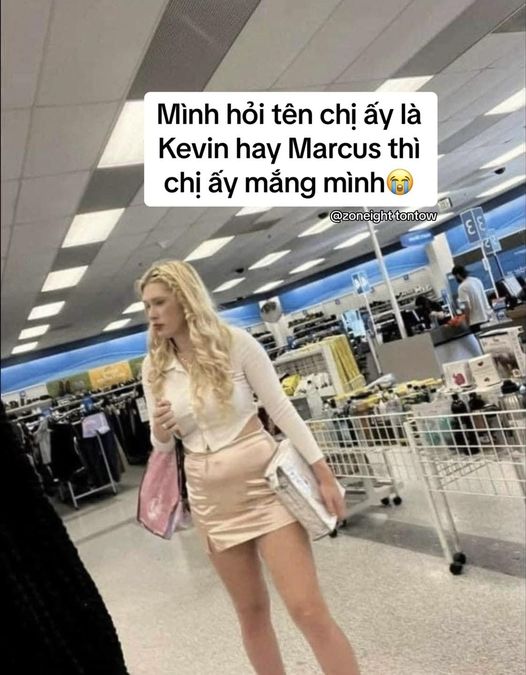 Mình hỏi tên chị ấy là
Kevin hay Marcus thì
chị ấy mắng mình😭
@zoneight tontow